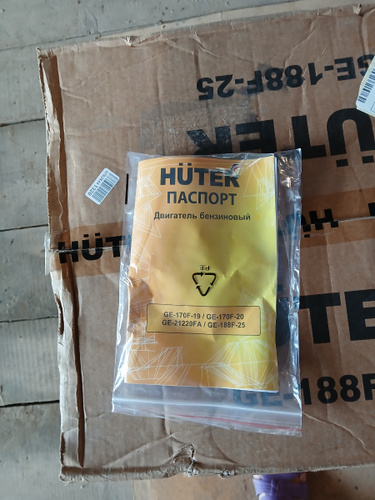 GE-188F-25
HÜTER
HÜTER
ПАСПОРТ
Двигатель бензиновый
HÜTER
PE
GE-170F-19 / GE-170F-20
GE-21220FA / GE-188F-25
GE-188F